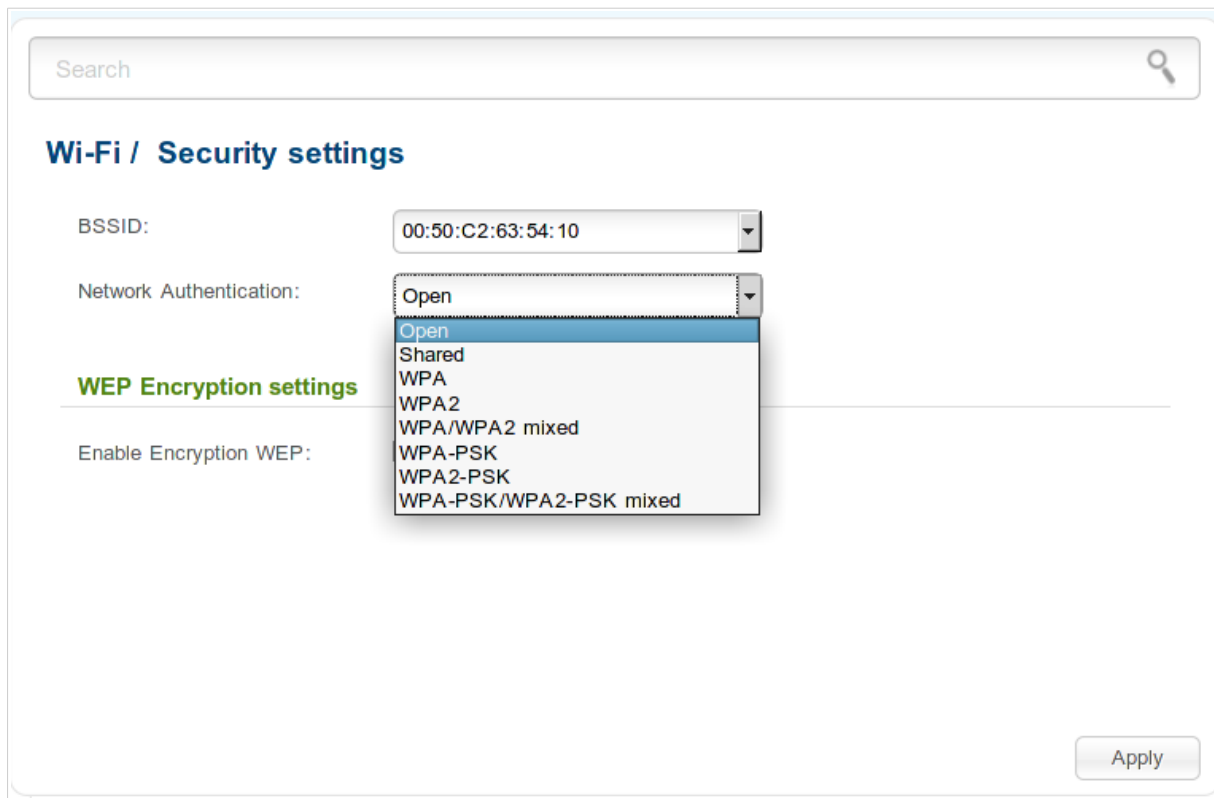 Search
Wi-Fi / Security settings
BSSID:
00:50:C2:63:54:10
Network Authentication:
Open
Open
Shared
WPA
WPA2
WPA/WPA2 mixed
WPA-PSK
WPA2-PSK
WPA-PSK/WPA2-PSK mixed
WEP Encryption settings
Enable Encryption WEP:
Apply